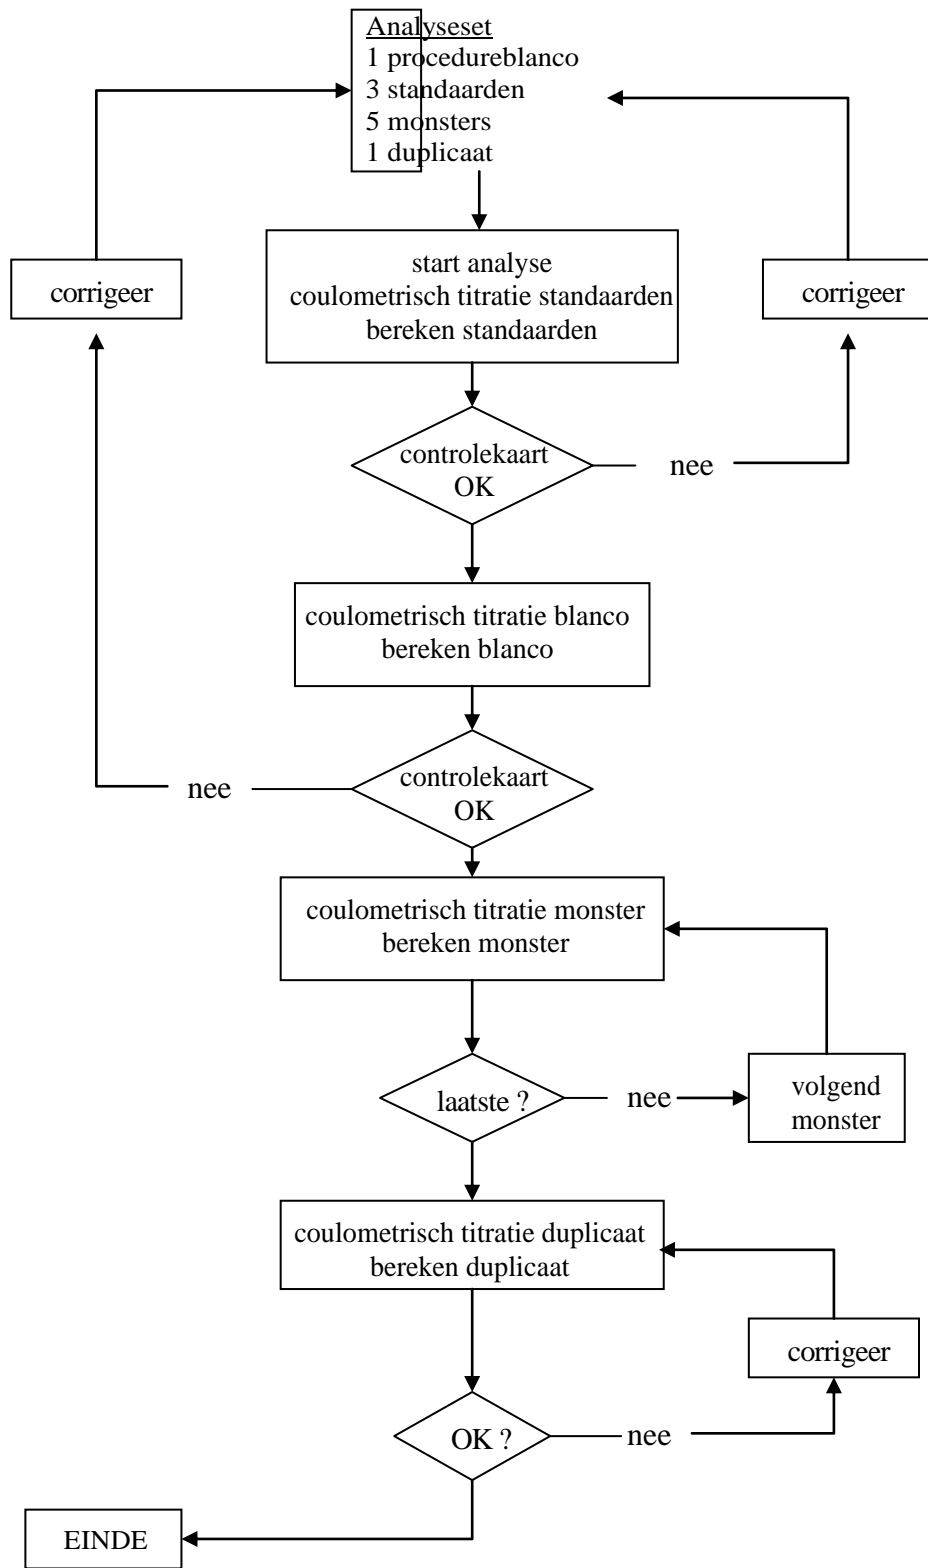 Analyseset
1 procedureblanco
3 standaarden
5 monsters
1 duplicaat
start analyse
coulometrisch titratie standaarden
bereken standaarden
corrigeer
corrigeer
controlekaart
OK
nee
coulometrisch titratie blanco
bereken blanco
controlekaart
OK
nee
coulometrisch titratie monster
bereken monster
laatste ?
nee
volgend
monster
coulometrisch titratie duplicaat
bereken duplicaat
corrigeer
OK ?
nee
EINDE